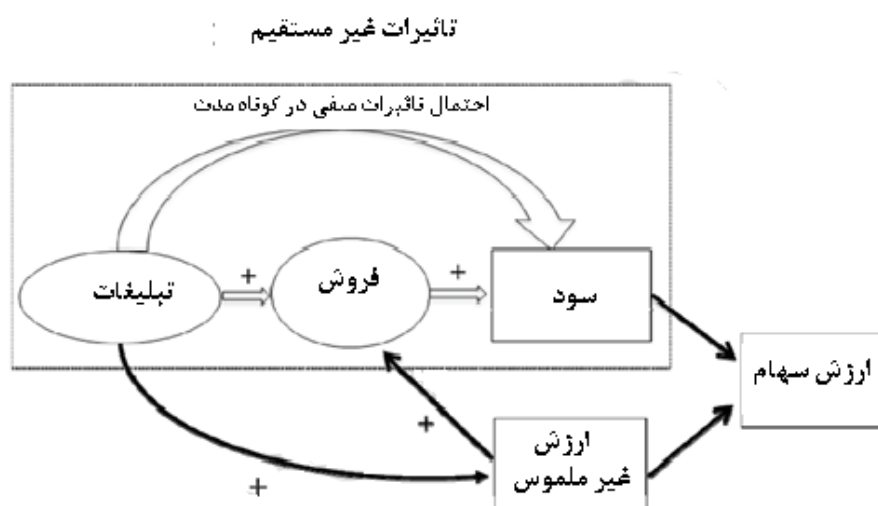 تاثیرات غیر مستقیم :
احتمال تاثیرات منفی در کوتاه مدت
تبلیغات
+
فروش
+
سود
ارزش سهام
+
ارزش
غیر ملموس
+